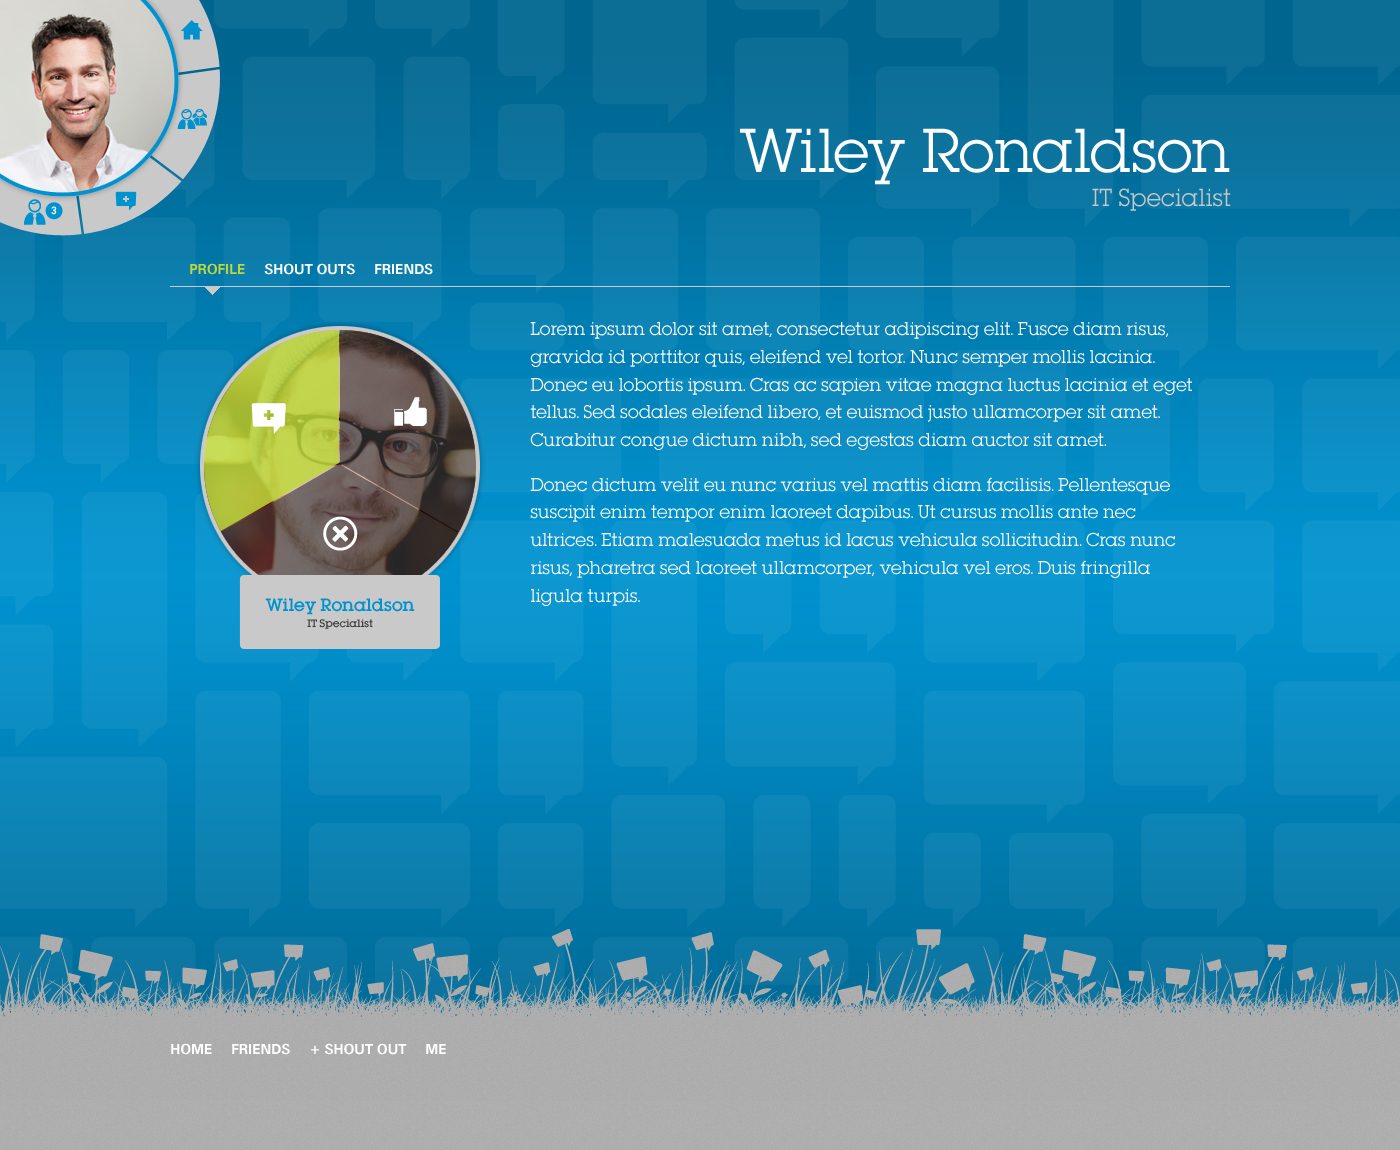 3
Wiley Ronaldson
IT Specialist
PROFILE SHOUT OUTS FRIENDS
Lorem ipsum dolor sit amet, consectetur adipiscing elit. Fusce diam risus,
gravida id porttitor quis, eleifend vel tortor. Nunc semper mollis lacinia.
Donec eu lobortis ipsum. Cras ac sapien vitae magna luctus lacinia et eget
tellus. Sed sodales eleifend libero, et euismod justo ullamcorper sit amet.
Curabitur congue dictum nibh, sed egestas diam auctor sit amet.
Donec dictum velit eu nunc varius vel mattis diam facilisis. Pellentesque
suscipit enim tempor enim laoreet dapibus. Ut cursus mollis ante nec
ultrices. Etiam malesuada metus id lacus vehicula sollicitudin. Cras nunc
risus, pharetra sed laoreet ullamcorper, vehicula vel eros. Duis fringilla
ligula turpis.
Wiley Ronaldson
IT Specialist
HOME FRIENDS + SHOUT OUT ME